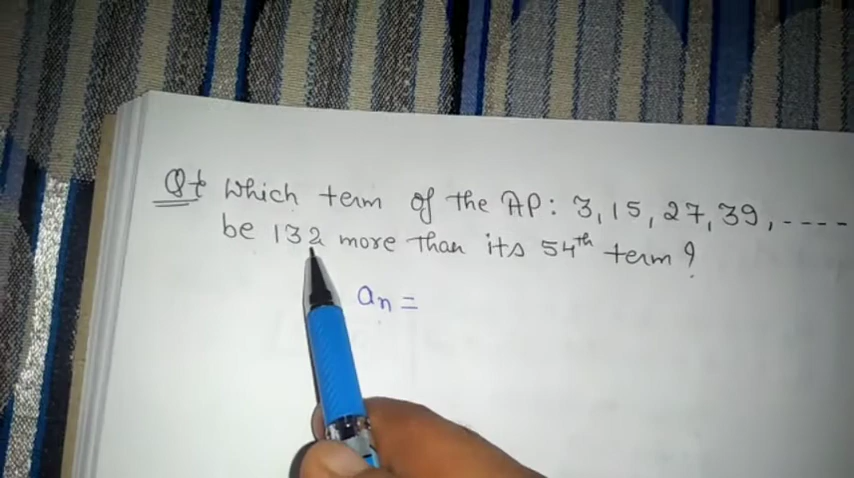 Q† Which term of the AP: 3, 15, 27, 39, ----
be 132 more than its 54th term?
an =